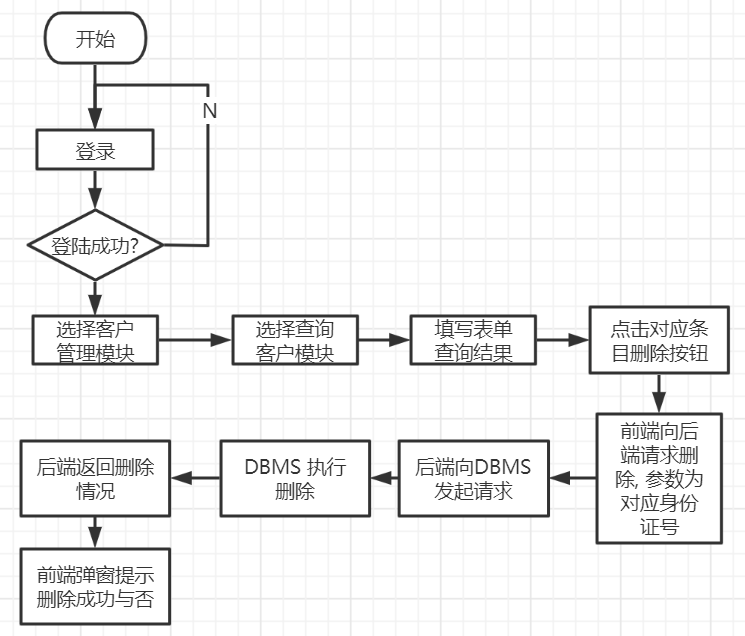 开始
N
登录
登陆成功?
选择客户
管理模块
选择查询
客户模块
填写表单
查询结果
点击对应条
目删除按钮
前端向后
端请求删
除, 参数为
对应身份
证号
后端向DBMS
发起请求
DBMS 执行
删除
后端返回删除
情况
前端弹窗提示
删除成功与否